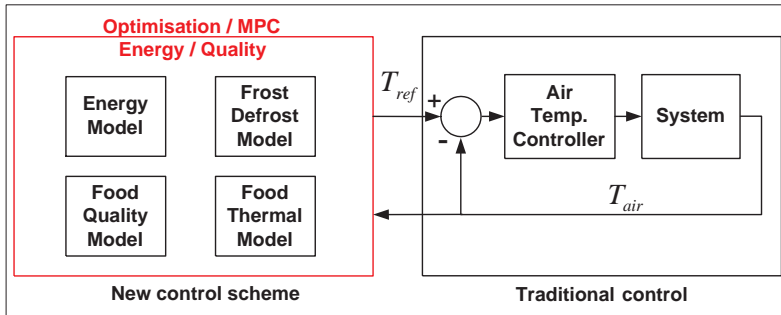 Optimisation / MPC
Energy / Quality
Energy
Model
Frost
Defrost
Model
Food
Quality
Model
Food
Thermal
Model
New control scheme
T_ref
+
-
Air
Temp.
Controller
System
T_air
Traditional control